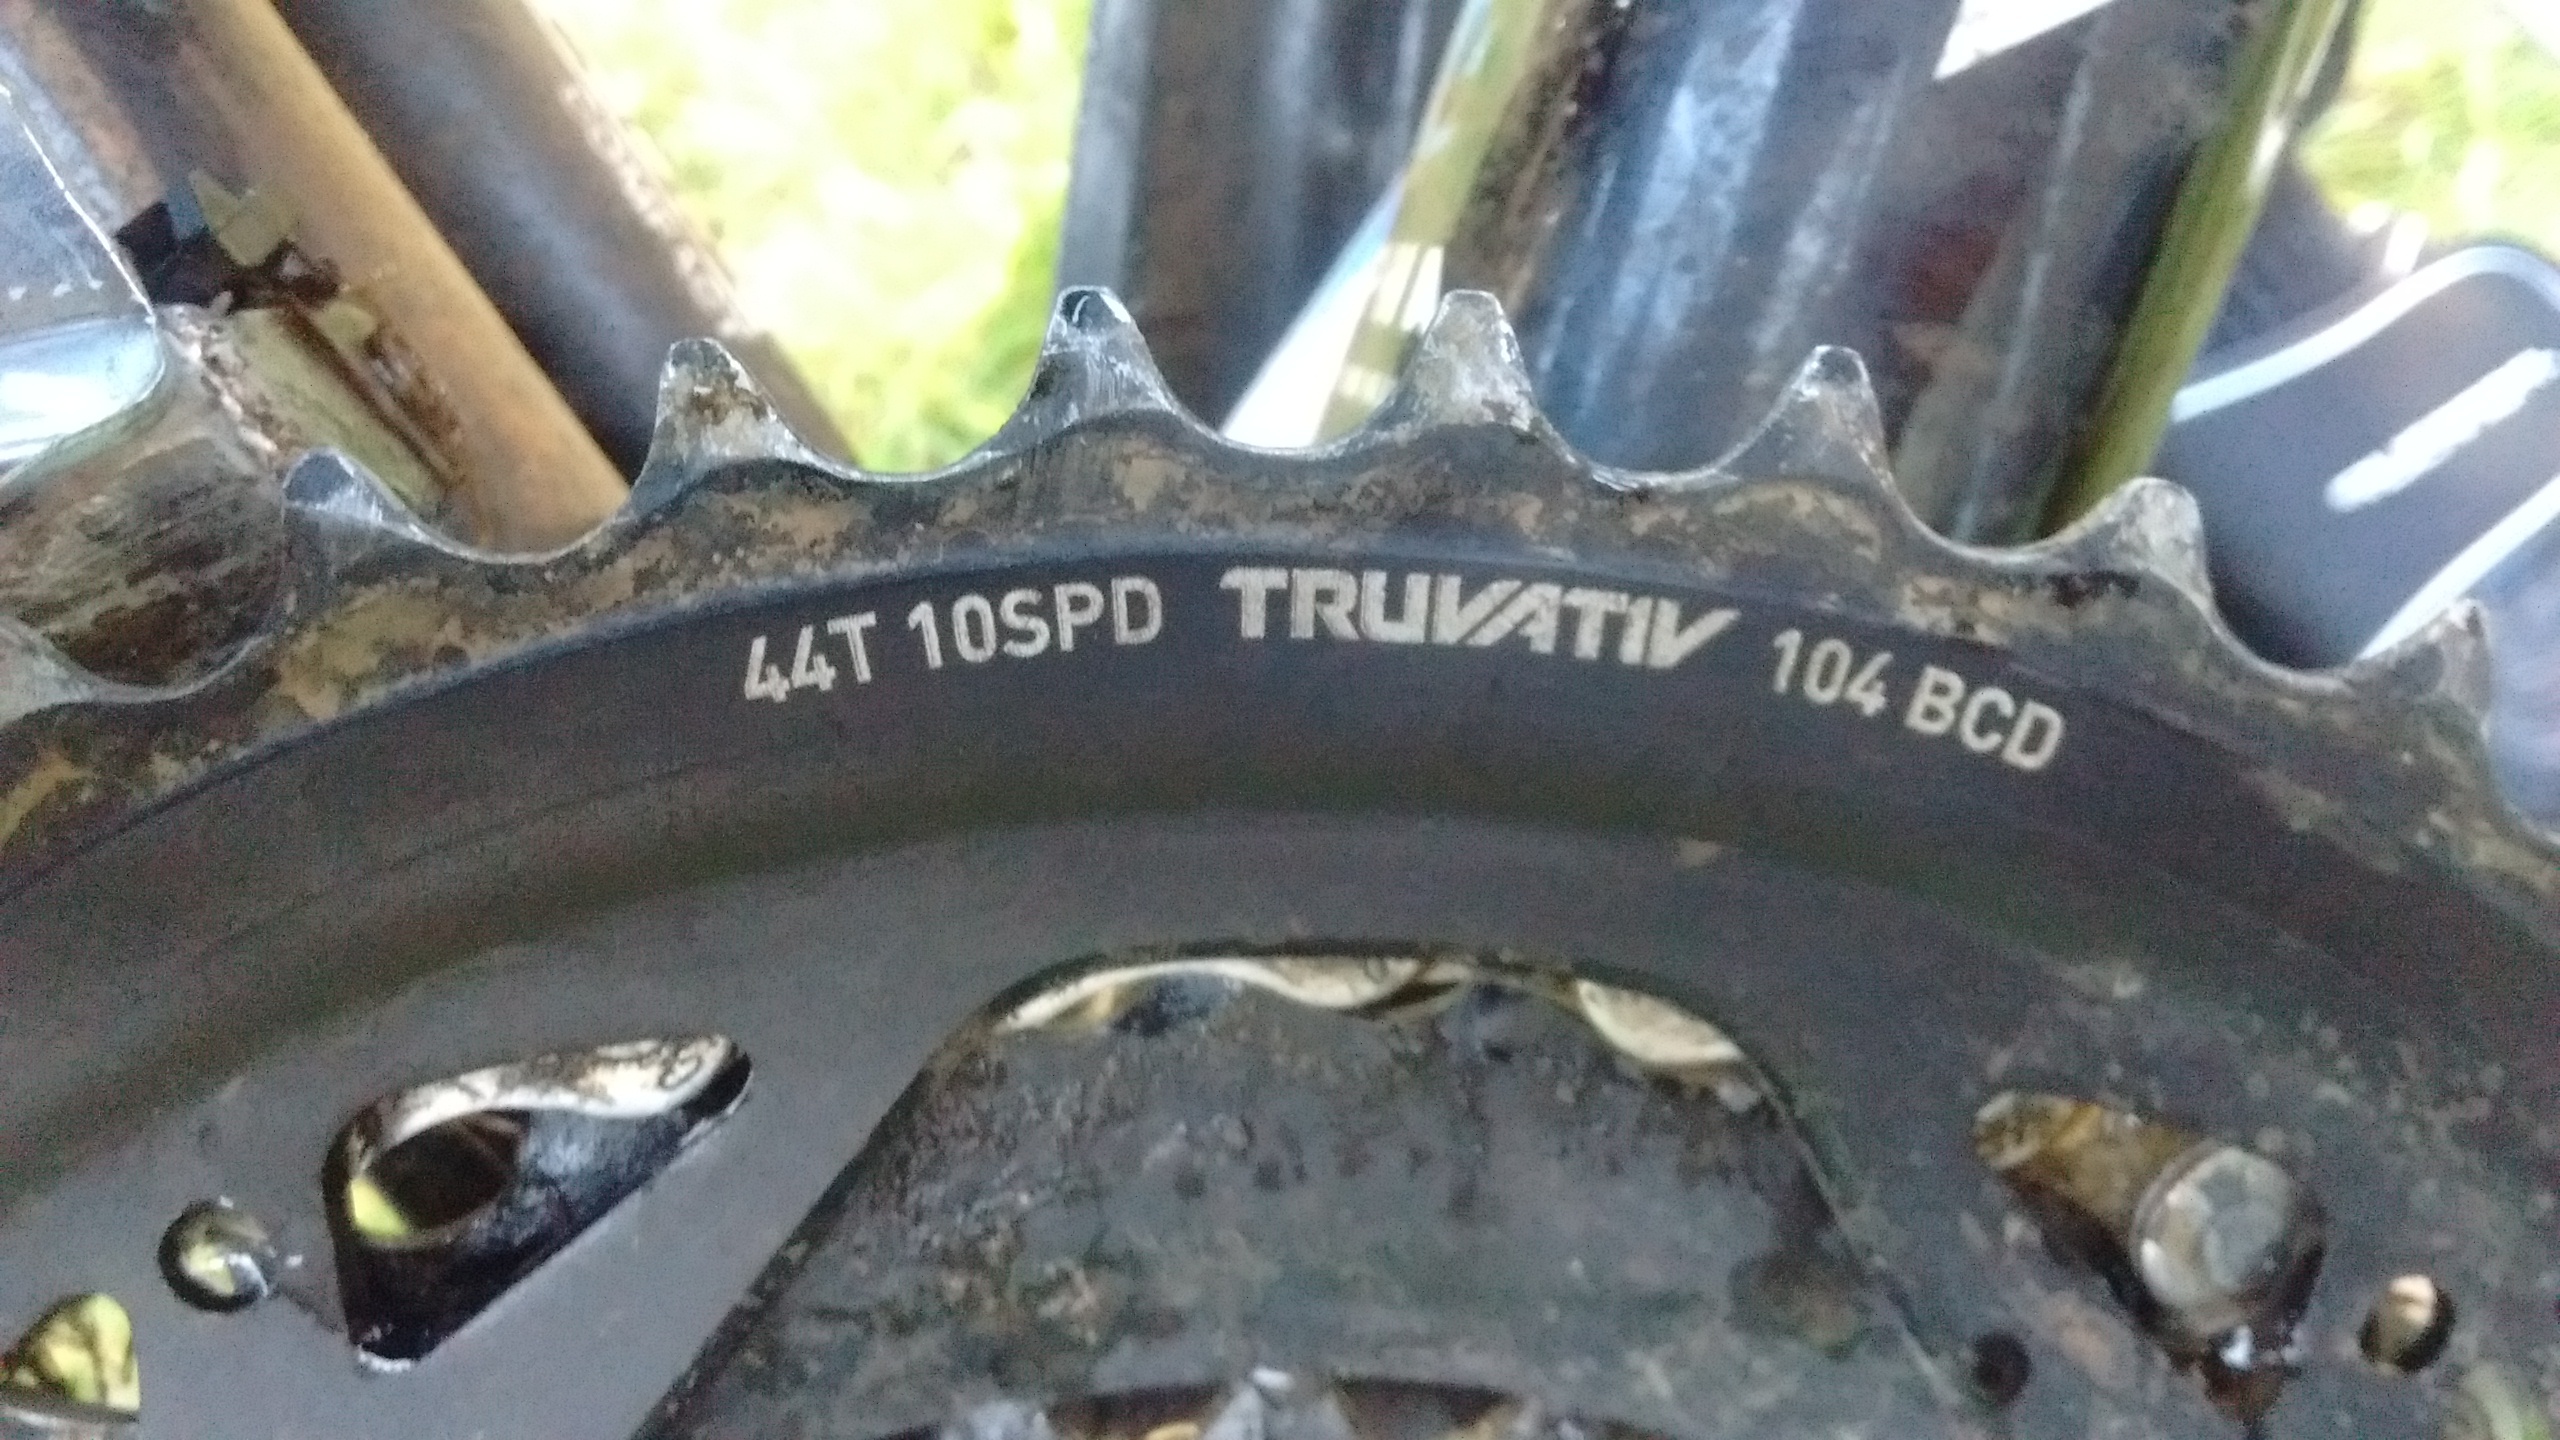 44T 10SPD TRUVATIV 104 BCD